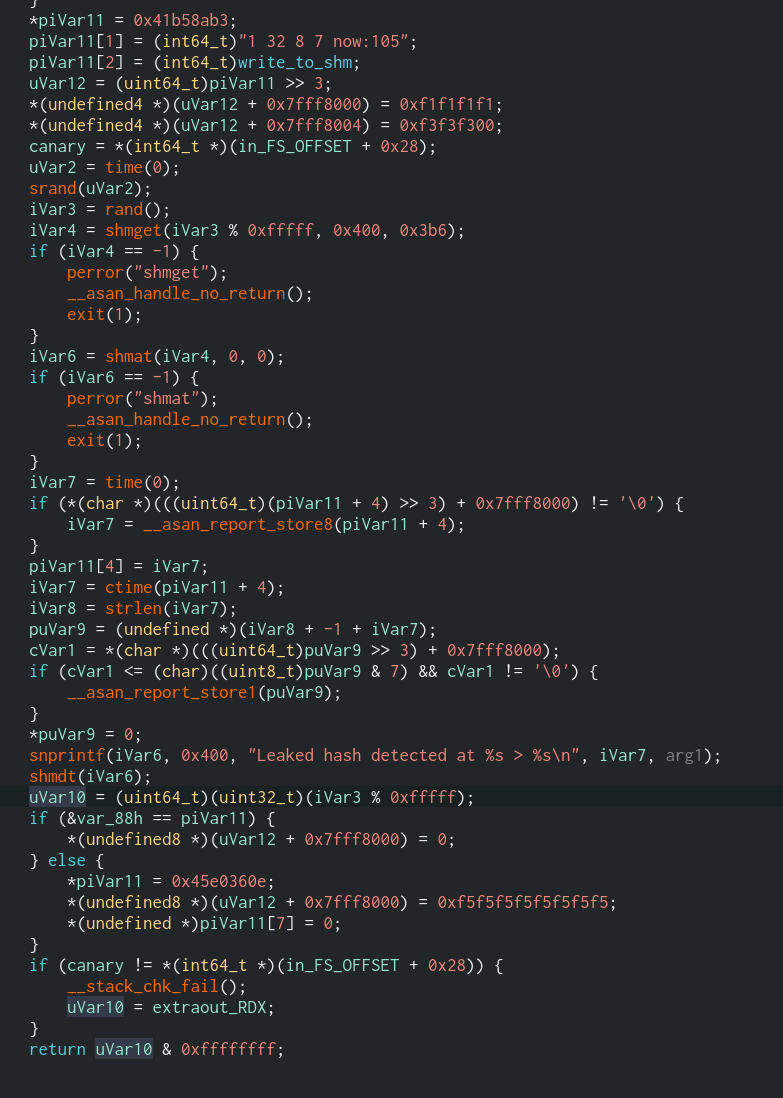 }
*piVar11 = 0x41b58ab3;
piVar11[1] = (int64_t)"1 32 8 7 now:105";
piVar11[2] = (int64_t)write_to_shm;
uVar12 = (uint64_t)piVar11 >> 3;
*(undefined4 *)(uVar12 + 0x7fff8000) = 0xf1f1f1f1;
*(undefined4 *)(uVar12 + 0x7fff8004) = 0xf3f3f300;
canary = *(int64_t *)(in_FS_OFFSET + 0x28);
uVar2 = time(0);
srand(uVar2);
iVar3 = rand();
iVar4 = shmget(iVar3 % 0xfffff, 0x400, 0x3b6);
if (iVar4 == -1) {
    perror("shmget");
    __asan_handle_no_return();
    exit(1);
}
iVar6 = shmat(iVar4, 0, 0);
if (iVar6 == -1) {
    perror("shmat");
    __asan_handle_no_return();
    exit(1);
}
iVar7 = time(0);
if (*(char *)(((uint64_t)(piVar11 + 4) >> 3) + 0x7fff8000) != '\0') {
    iVar7 = __asan_report_store8(piVar11 + 4);
}
piVar11[4] = iVar7;
iVar7 = ctime(piVar11 + 4);
iVar8 = strlen(iVar7);
puVar9 = (undefined *)(iVar8 + -1 + iVar7);
cVar1 = *(char *)(((uint64_t)puVar9 >> 3) + 0x7fff8000);
if (cVar1 <= (char)((uint8_t)puVar9 & 7) && cVar1 != '\0') {
    __asan_report_store1(puVar9);
}
*puVar9 = 0;
snprintf(iVar6, 0x400, "Leaked hash detected at %s > %s\n", iVar7, arg1);
shmdt(iVar6);
uVar10 = (uint64_t)(uint32_t)(iVar3 % 0xfffff);
if (&var_88h == piVar11) {
    *(undefined8 *)(uVar12 + 0x7fff8000) = 0;
} else {
    *piVar11 = 0x45e0360e;
    *(undefined8 *)(uVar12 + 0x7fff8000) = 0xf5f5f5f5f5f5f5f5;
    *(undefined *)piVar11[7] = 0;
}
if (canary != *(int64_t *)(in_FS_OFFSET + 0x28)) {
    __stack_chk_fail();
    uVar10 = extraout_RDX;
}
return uVar10 & 0xffffffff;